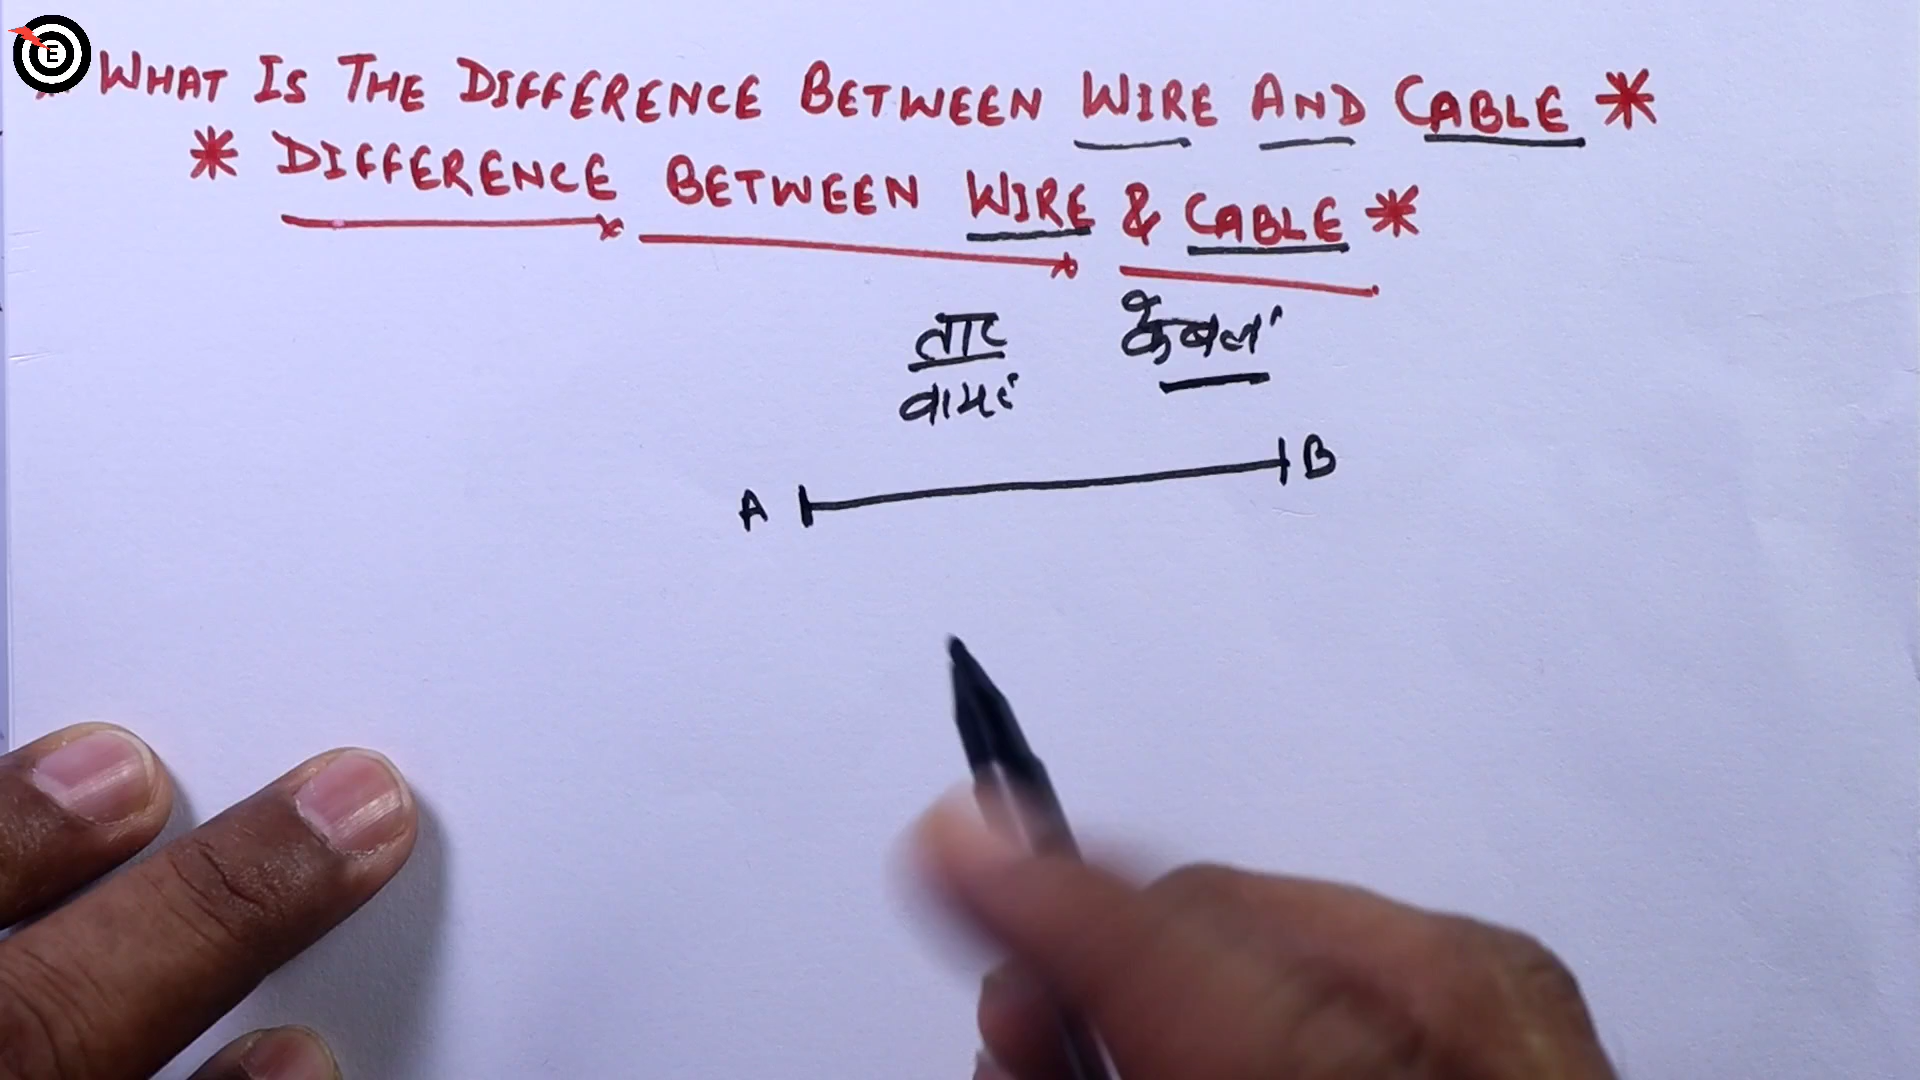 E
* WHAT IS THE DIFFERENCE BETWEEN WIRE AND CABLE *
* DIFFERENCE BETWEEN WIRE & CABLE *
तार केबल
वायर
A B